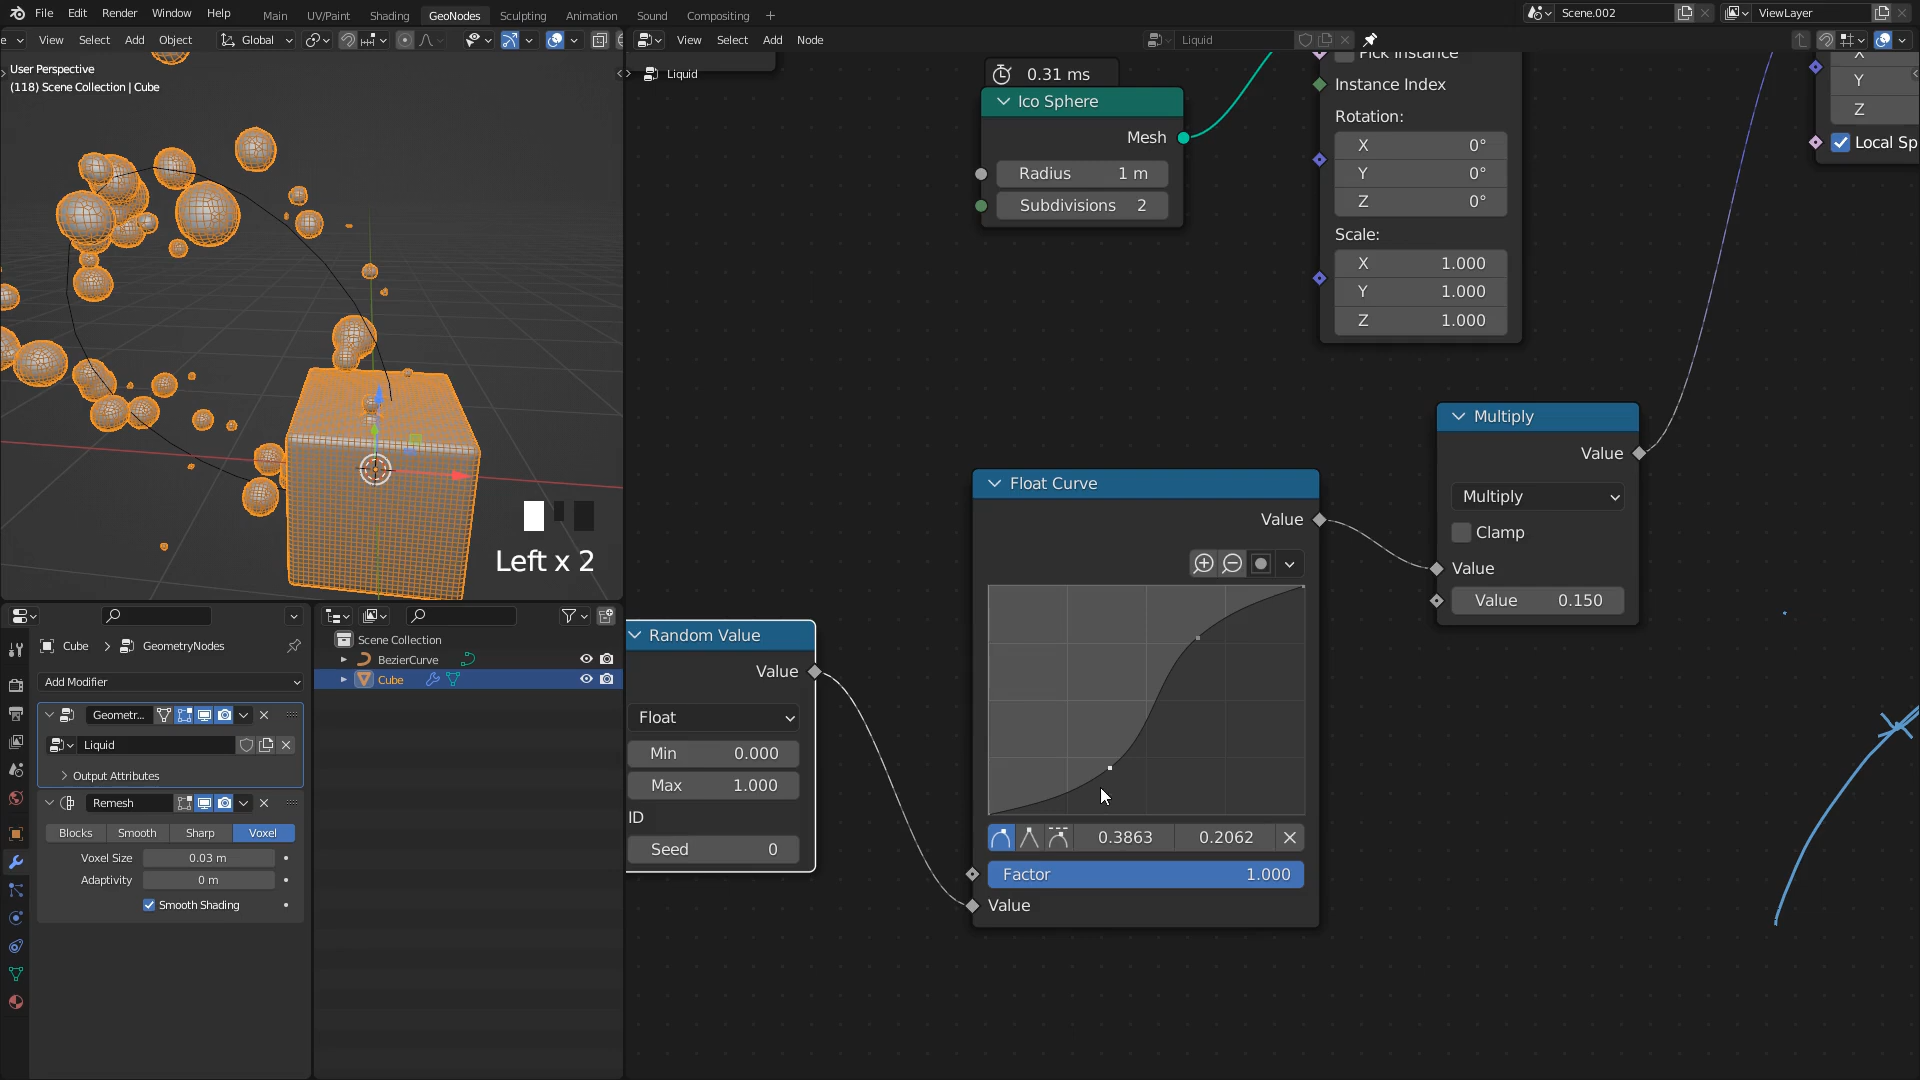 File Edit Render Window Help
Main UV/Paint Shading GeoNodes Sculpting Animation Sound Compositing +
Scene.002 ViewLayer
View Select Add Object Global
View Select Add Node Liquid
User Perspective
(118) Scene Collection | Cube
Liquid
0.31 ms
Ico Sphere
Mesh
Radius 1 m
Subdivisions 2
Pick Instance
Instance Index
Rotation:
X 0°
Y 0°
Z 0°
Scale:
X 1.000
Y 1.000
Z 1.000
X
Y
Z
Local Sp
Multiply
Value
Multiply
Clamp
Value
Value 0.150
Float Curve
Value
0.3863 0.2062
Factor 1.000
Value
Random Value
Value
Float
Min 0.000
Max 1.000
ID
Seed 0
Left x 2
Cube > GeometryNodes
Add Modifier
Geometr...
Liquid
Output Attributes
Remesh
Blocks Smooth Sharp Voxel
Voxel Size 0.03 m
Adaptivity 0 m
Smooth Shading
Scene Collection
BezierCurve
Cube